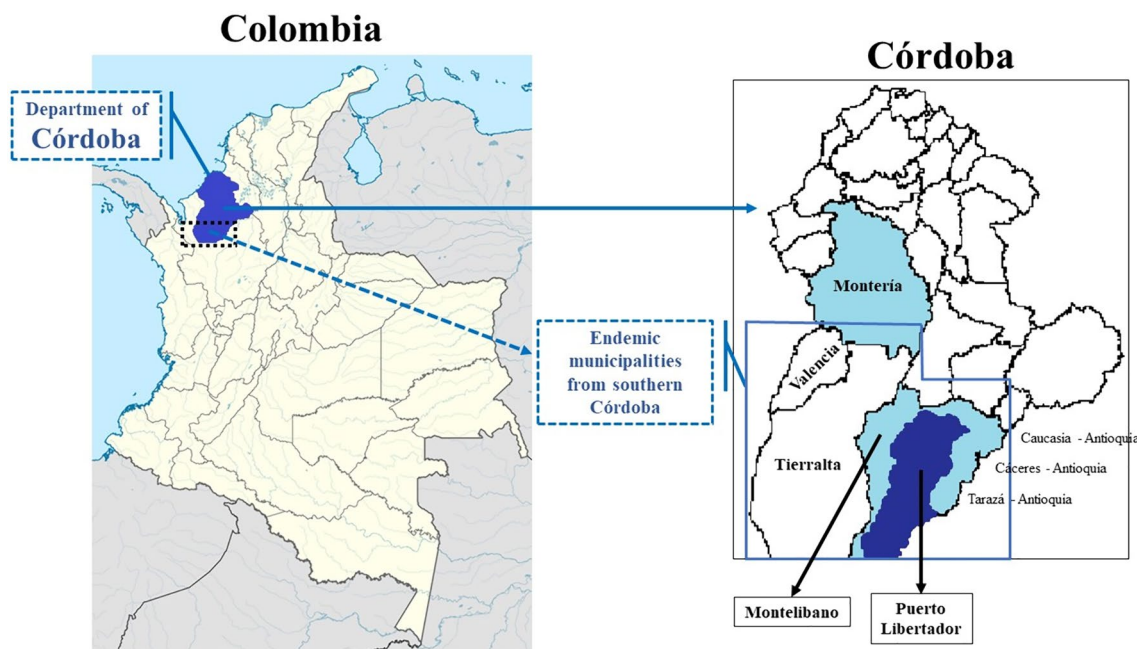 Colombia
Córdoba
Department of
Córdoba
Montería
Endemic
municipalities
from southern
Córdoba
Valencia
Tierralta
Caucasia - Antioquia
Cáceres - Antioquia
Tarazá - Antioquia
Montelibano
Puerto
Libertador